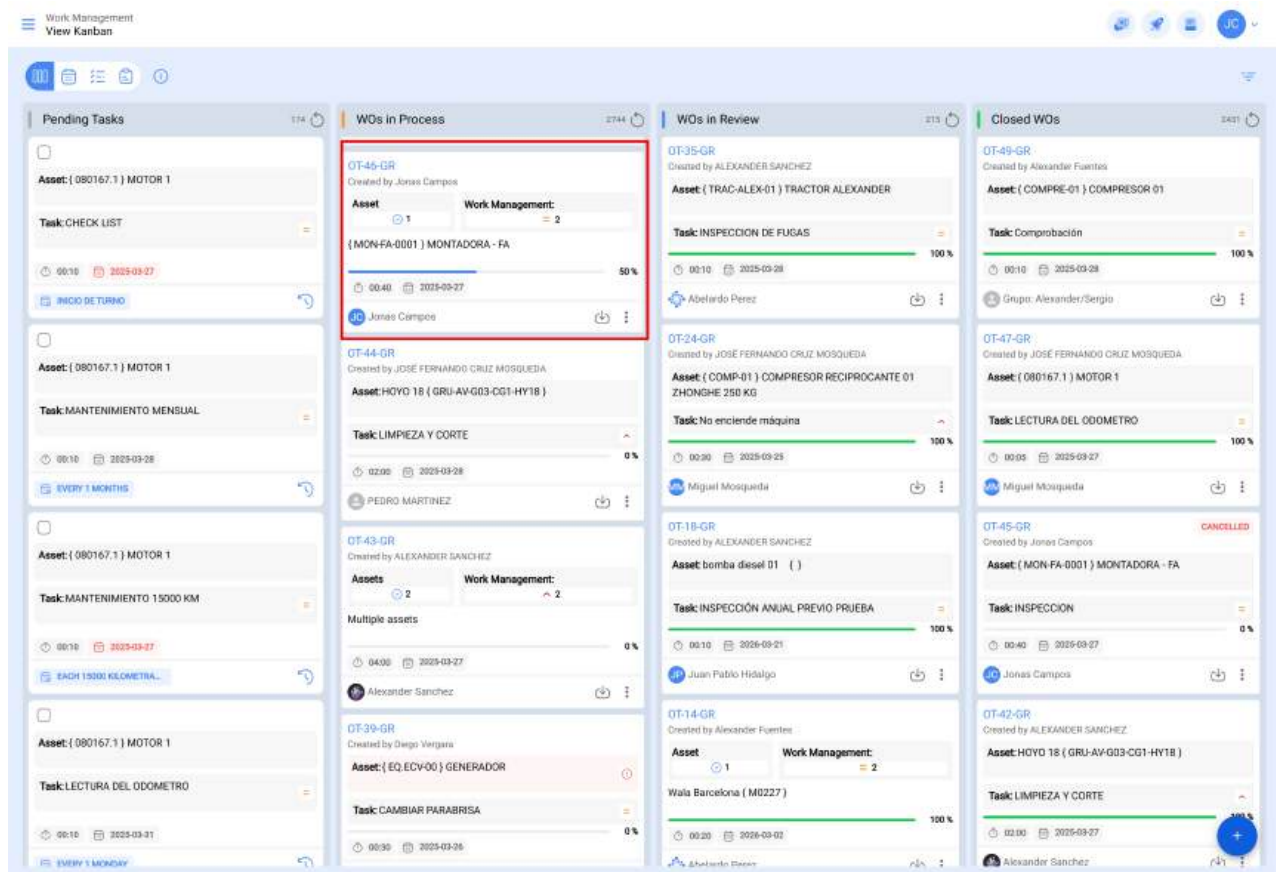 Work Management
View Kanban
JC
Pending Tasks
174
Asset:{ 080167.1 } MOTOR 1
Task:CHECK LIST
00:10 2025-03-27
INICIO DE TURNO
Asset:{ 080167.1 } MOTOR 1
Task:MANTENIMIENTO MENSUAL
00:10 2025-03-28
EVERY 1 MONTHS
Asset:{ 080167.1 } MOTOR 1
Task:MANTENIMIENTO 15000 KM
00:10 2025-03-27
EACH 15000 KILOMETRA...
Asset:{ 080167.1 } MOTOR 1
Task:LECTURA DEL ODOMETRO
00:10 2025-03-31
EVERY 1 MONDAY
WOs in Process
2744
OT-46-GR
Created by Jonas Campos
Asset Work Management:
1 2
{ MON-FA-0001 } MONTADORA - FA
50 %
00:40 2025-03-27
JC Jonas Campos
OT-44-GR
Created by JOSÉ FERNANDO CRUZ MOSQUEDA
Asset:HOYO 18 { GRU-AV-G03-CG1-HY18 }
Task:LIMPIEZA Y CORTE
0 %
02:00 2025-03-28
PEDRO MARTINEZ
OT-43-GR
Created by ALEXANDER SANCHEZ
Assets Work Management:
2 2
Multiple assets
0 %
04:00 2025-03-27
Alexander Sanchez
OT-39-GR
Created by Diego Vergara
Asset:{ EQ.ECV-00 } GENERADOR
Task:CAMBIAR PARABRISA
0 %
00:30 2025-03-26
WOs in Review
215
OT-35-GR
Created by ALEXANDER SANCHEZ
Asset:{ TRAC-ALEX-01 } TRACTOR ALEXANDER
Task:INSPECCION DE FUGAS
100 %
00:10 2025-03-28
Abelardo Perez
OT-24-GR
Created by JOSÉ FERNANDO CRUZ MOSQUEDA
Asset:{ COMP-01 } COMPRESOR RECIPROCANTE 01
ZHONGHE 250 KG
Task:No enciende máquina
100 %
00:30 2025-03-25
MM Miguel Mosqueda
OT-18-GR
Created by ALEXANDER SANCHEZ
Asset:bomba diesel 01 { }
Task:INSPECCIÓN ANUAL PREVIO PRUEBA
100 %
00:10 2026-03-21
JP Juan Pablo Hidalgo
OT-14-GR
Created by Alexander Fuentes
Asset Work Management:
1 2
Wala Barcelona { M0227 }
100 %
00:20 2026-03-02
Abelardo Perez
Closed WOs
2431
OT-49-GR
Created by Alexander Fuentes
Asset:{ COMPRE-01 } COMPRESOR 01
Task:Comprobación
100 %
00:10 2025-03-28
Grupo: Alexander/Sergio
OT-47-GR
Created by JOSÉ FERNANDO CRUZ MOSQUEDA
Asset:{ 080167.1 } MOTOR 1
Task:LECTURA DEL ODOMETRO
100 %
00:05 2025-03-27
MM Miguel Mosqueda
OT-45-GR CANCELLED
Created by Jonas Campos
Asset:{ MON-FA-0001 } MONTADORA - FA
Task:INSPECCION
0 %
00:40 2025-03-27
JC Jonas Campos
OT-42-GR
Created by ALEXANDER SANCHEZ
Asset:HOYO 18 { GRU-AV-G03-CG1-HY18 }
Task:LIMPIEZA Y CORTE
100 %
02:00 2025-03-27
Alexander Sanchez